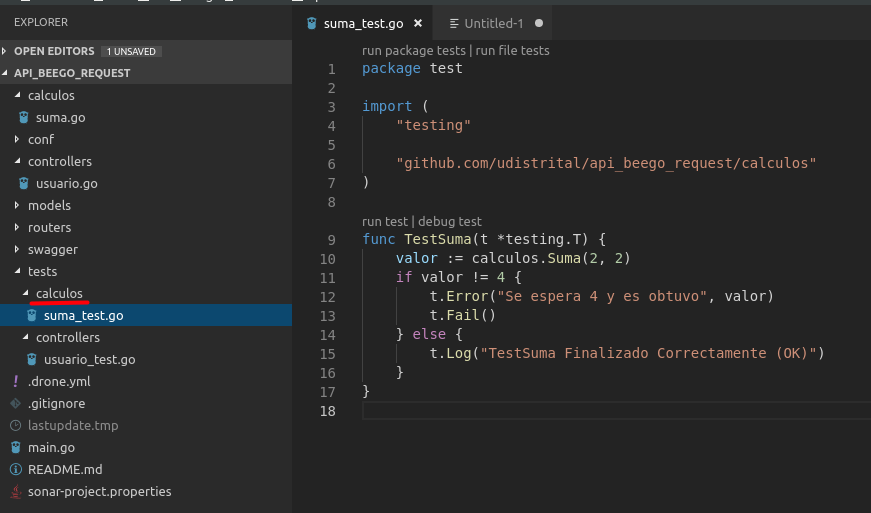 EXPLORER
OPEN EDITORS 1 UNSAVED
API_BEEGO_REQUEST
calculos
suma.go
conf
controllers
usuario.go
models
routers
swagger
tests
calculos
suma_test.go
controllers
usuario_test.go
.drone.yml
.gitignore
lastupdate.tmp
main.go
README.md
sonar-project.properties
suma_test.go × Untitled-1 ●
run package tests | run file tests
1 package test
2
3 import (
4 "testing"
5
6 "github.com/udistrital/api_beego_request/calculos"
7 )
8
run test | debug test
9 func TestSuma(t *testing.T) {
10 valor := calculos.Suma(2, 2)
11 if valor != 4 {
12 t.Error("Se espera 4 y es obtuvo", valor)
13 t.Fail()
14 } else {
15 t.Log("TestSuma Finalizado Correctamente (OK)")
16 }
17 }
18